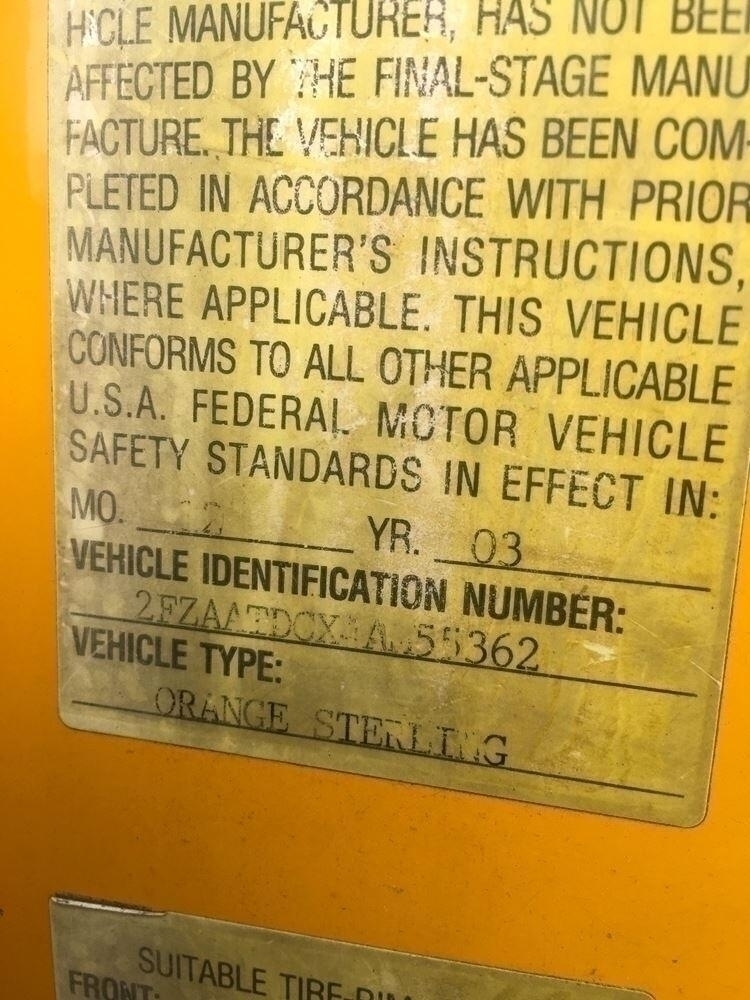 HICLE MANUFACTURER, HAS NOT BEE
AFFECTED BY THE FINAL-STAGE MANU
FACTURE. THE VEHICLE HAS BEEN COM-
PLETED IN ACCORDANCE WITH PRIOR
MANUFACTURER'S INSTRUCTIONS,
WHERE APPLICABLE. THIS VEHICLE
CONFORMS TO ALL OTHER APPLICABLE
U.S.A. FEDERAL MOTOR VEHICLE
SAFETY STANDARDS IN EFFECT IN:
MO. YR. 03
VEHICLE IDENTIFICATION NUMBER:
VEHICLE TYPE:
ORANGE STERLING
SUITABLE
FRONT: